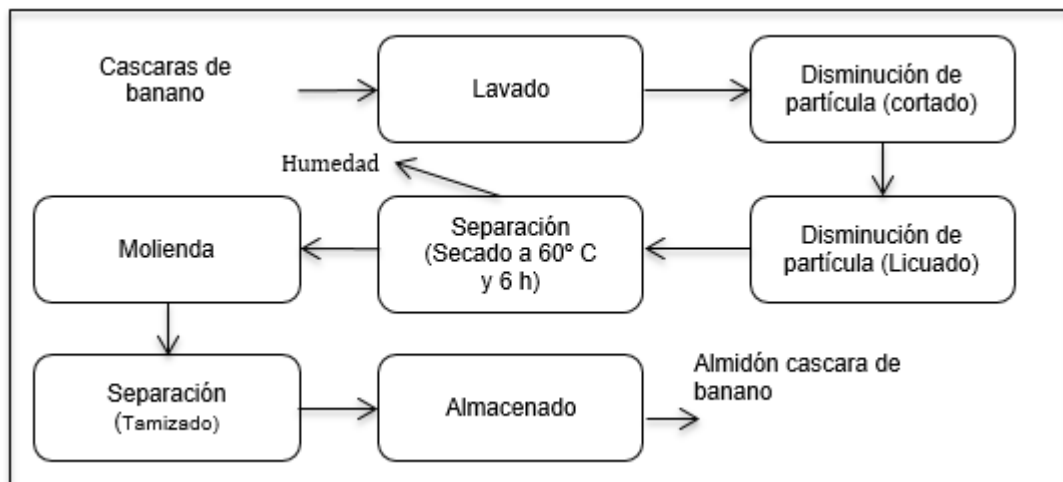 Cascaras de
banano
Lavado
Disminución de
partícula (cortado)
Humedad
Molienda
Separación
(Secado a 60º C
y 6 h)
Disminución de
partícula (Licuado)
Separación
(Tamizado)
Almacenado
Almidón cascara de
banano